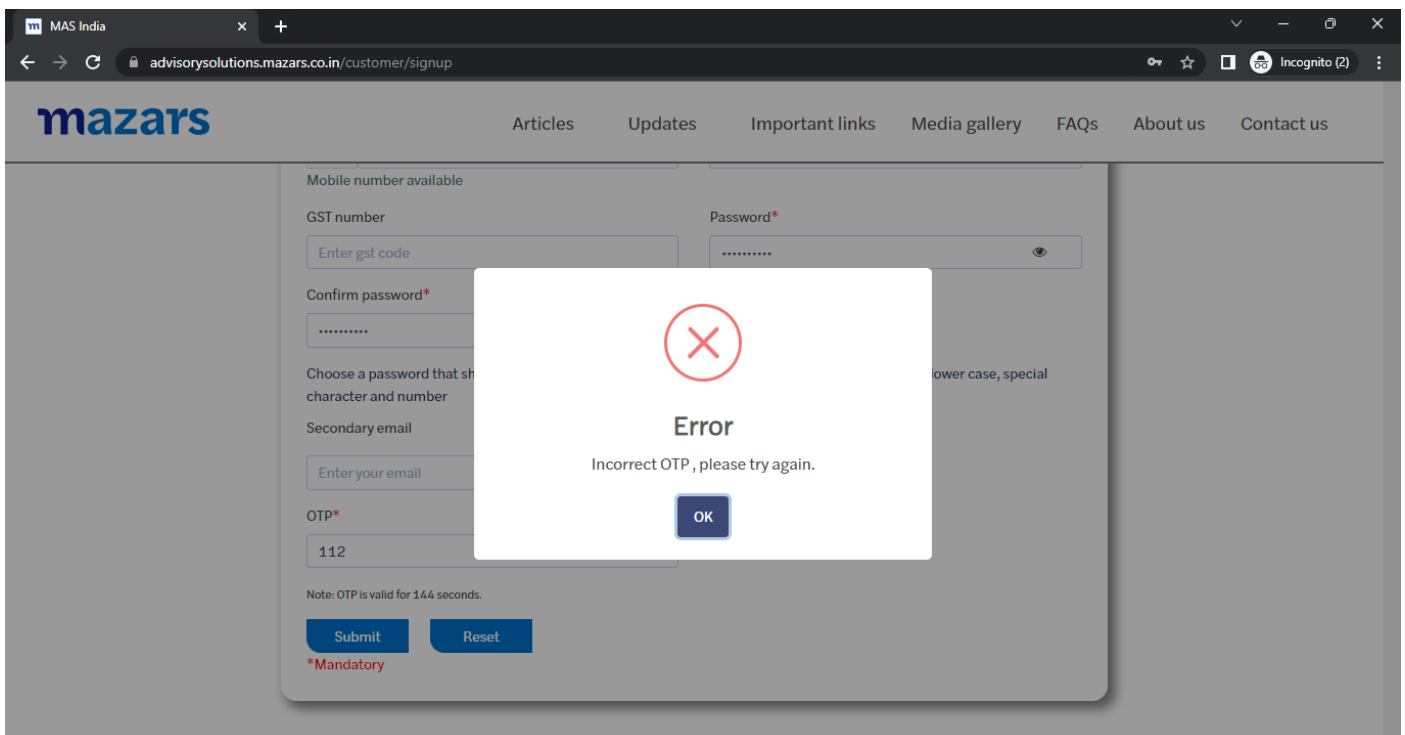 m MAS India
advisorysolutions.mazars.co.in/customer/signup
Incognito (2)
mazars
Articles Updates Important links Media gallery FAQs About us Contact us
Mobile number available
GST number Password*
Enter gst code ..........
Confirm password*
..........
Choose a password that sh lower case, special
character and number
Secondary email
Enter your email
Error
Incorrect OTP , please try again.
OK
OTP*
112
Note: OTP is valid for 144 seconds.
Submit Reset
*Mandatory